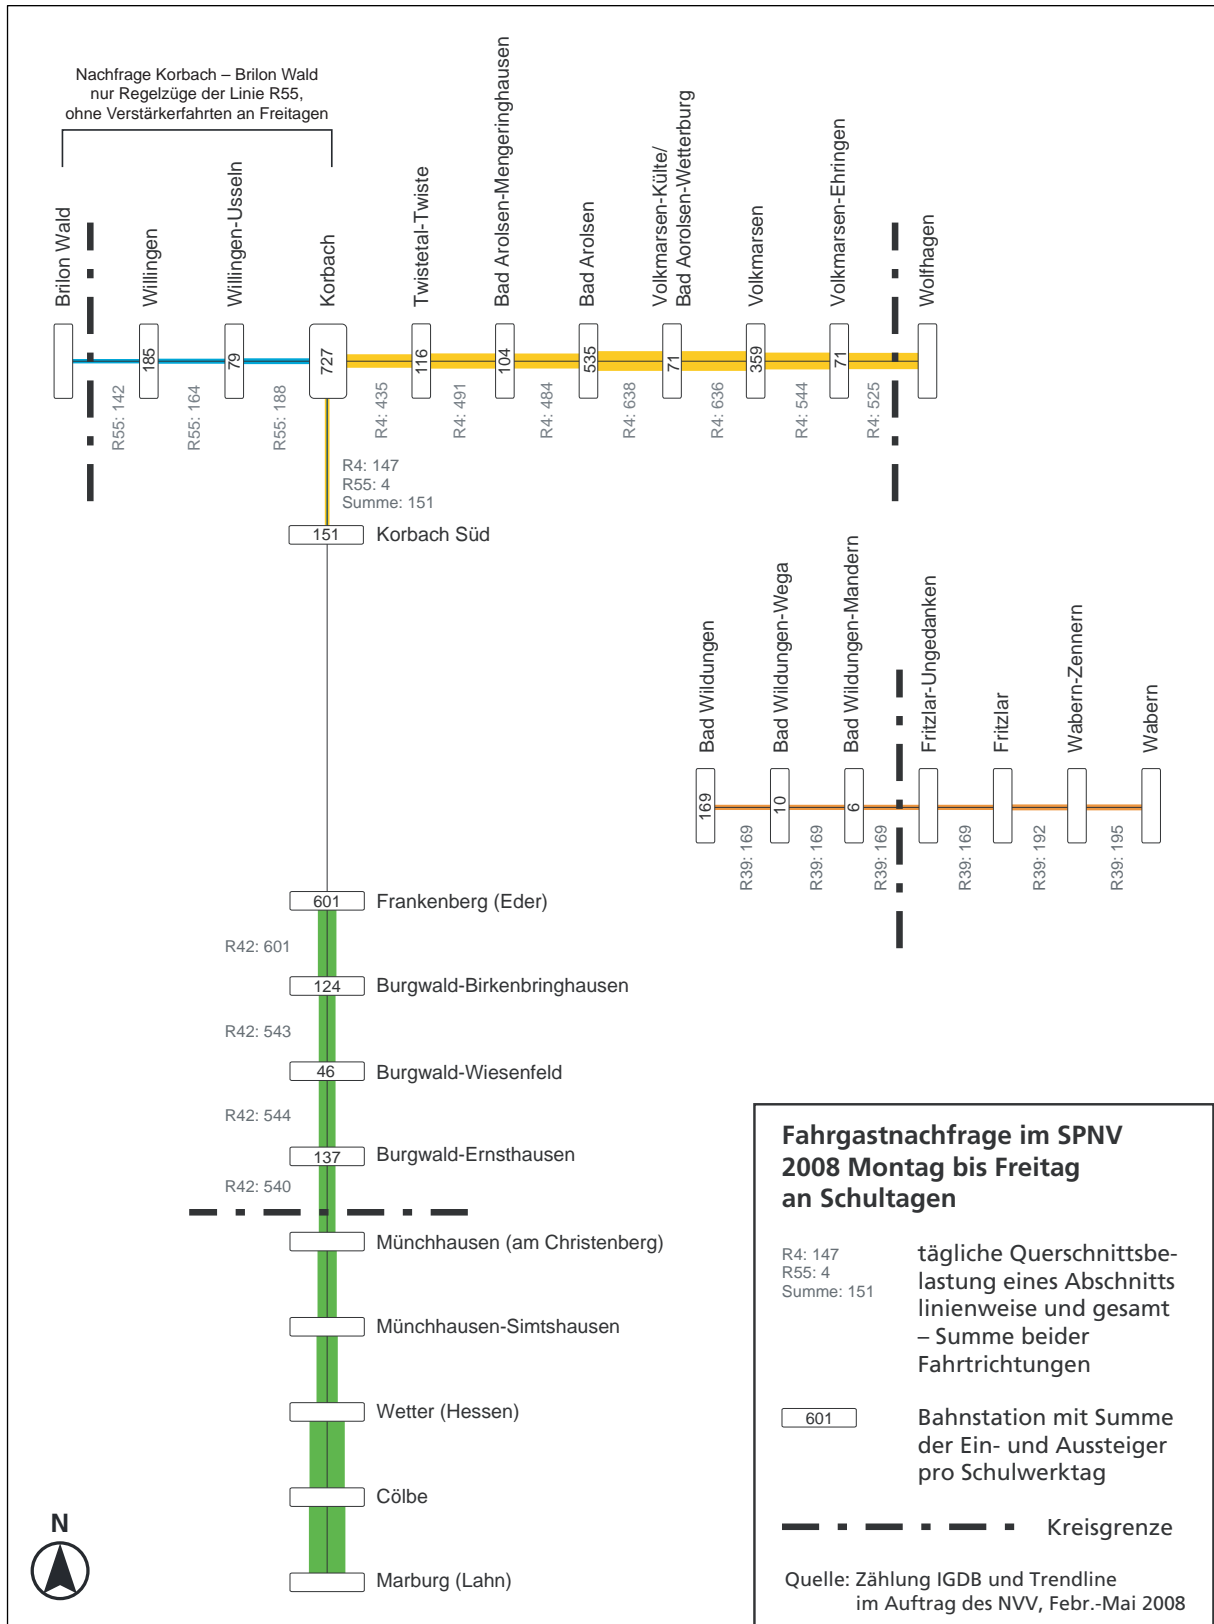 Nachfrage Korbach – Brilon Wald
nur Regelzüge der Linie R55,
ohne Verstärkerfahrten an Freitagen
Brilon Wald
Willingen
Willingen-Usseln
Korbach
Twistetal-Twiste
Bad Arolsen-Mengeringhausen
Bad Arolsen
Volkmarsen-Külte/
Bad Aorolsen-Wetterburg
Volkmarsen
Volkmarsen-Ehringen
Wolfhagen
185
79
727
116
104
535
71
359
71
R55: 142
R55: 164
R55: 188
R4: 435
R4: 491
R4: 484
R4: 638
R4: 636
R4: 544
R4: 525
R4: 147
R55: 4
Summe: 151
151
Korbach Süd
Bad Wildungen
Bad Wildungen-Wega
Bad Wildungen-Mandern
Fritzlar-Ungedanken
Fritzlar
Wabern-Zennern
Wabern
169
10
6
R39: 169
R39: 169
R39: 169
R39: 169
R39: 192
R39: 195
601
Frankenberg (Eder)
R42: 601
124
Burgwald-Birkenbringhausen
R42: 543
46
Burgwald-Wiesenfeld
R42: 544
137
Burgwald-Ernsthausen
R42: 540
Münchhausen (am Christenberg)
Münchhausen-Simtshausen
Wetter (Hessen)
Cölbe
Marburg (Lahn)
N
Fahrgastnachfrage im SPNV
2008 Montag bis Freitag
an Schultagen
R4: 147
R55: 4
Summe: 151
tägliche Querschnittsbe-
lastung eines Abschnitts
linienweise und gesamt
– Summe beider
Fahrtrichtungen
601
Bahnstation mit Summe
der Ein- und Aussteiger
pro Schulwerktag
Kreisgrenze
Quelle: Zählung IGDB und Trendline
im Auftrag des NVV, Febr.-Mai 2008